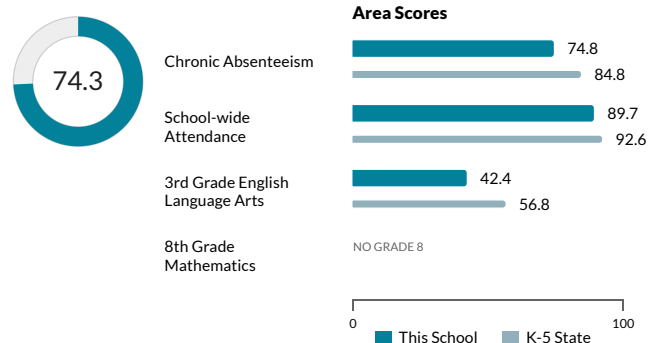 Area Scores
74.3
Chronic Absenteeism
74.8
84.8
School-wide
Attendance
89.7
92.6
3rd Grade English
Language Arts
42.4
56.8
8th Grade
Mathematics
NO GRADE 8
0
100
This School
K-5 State